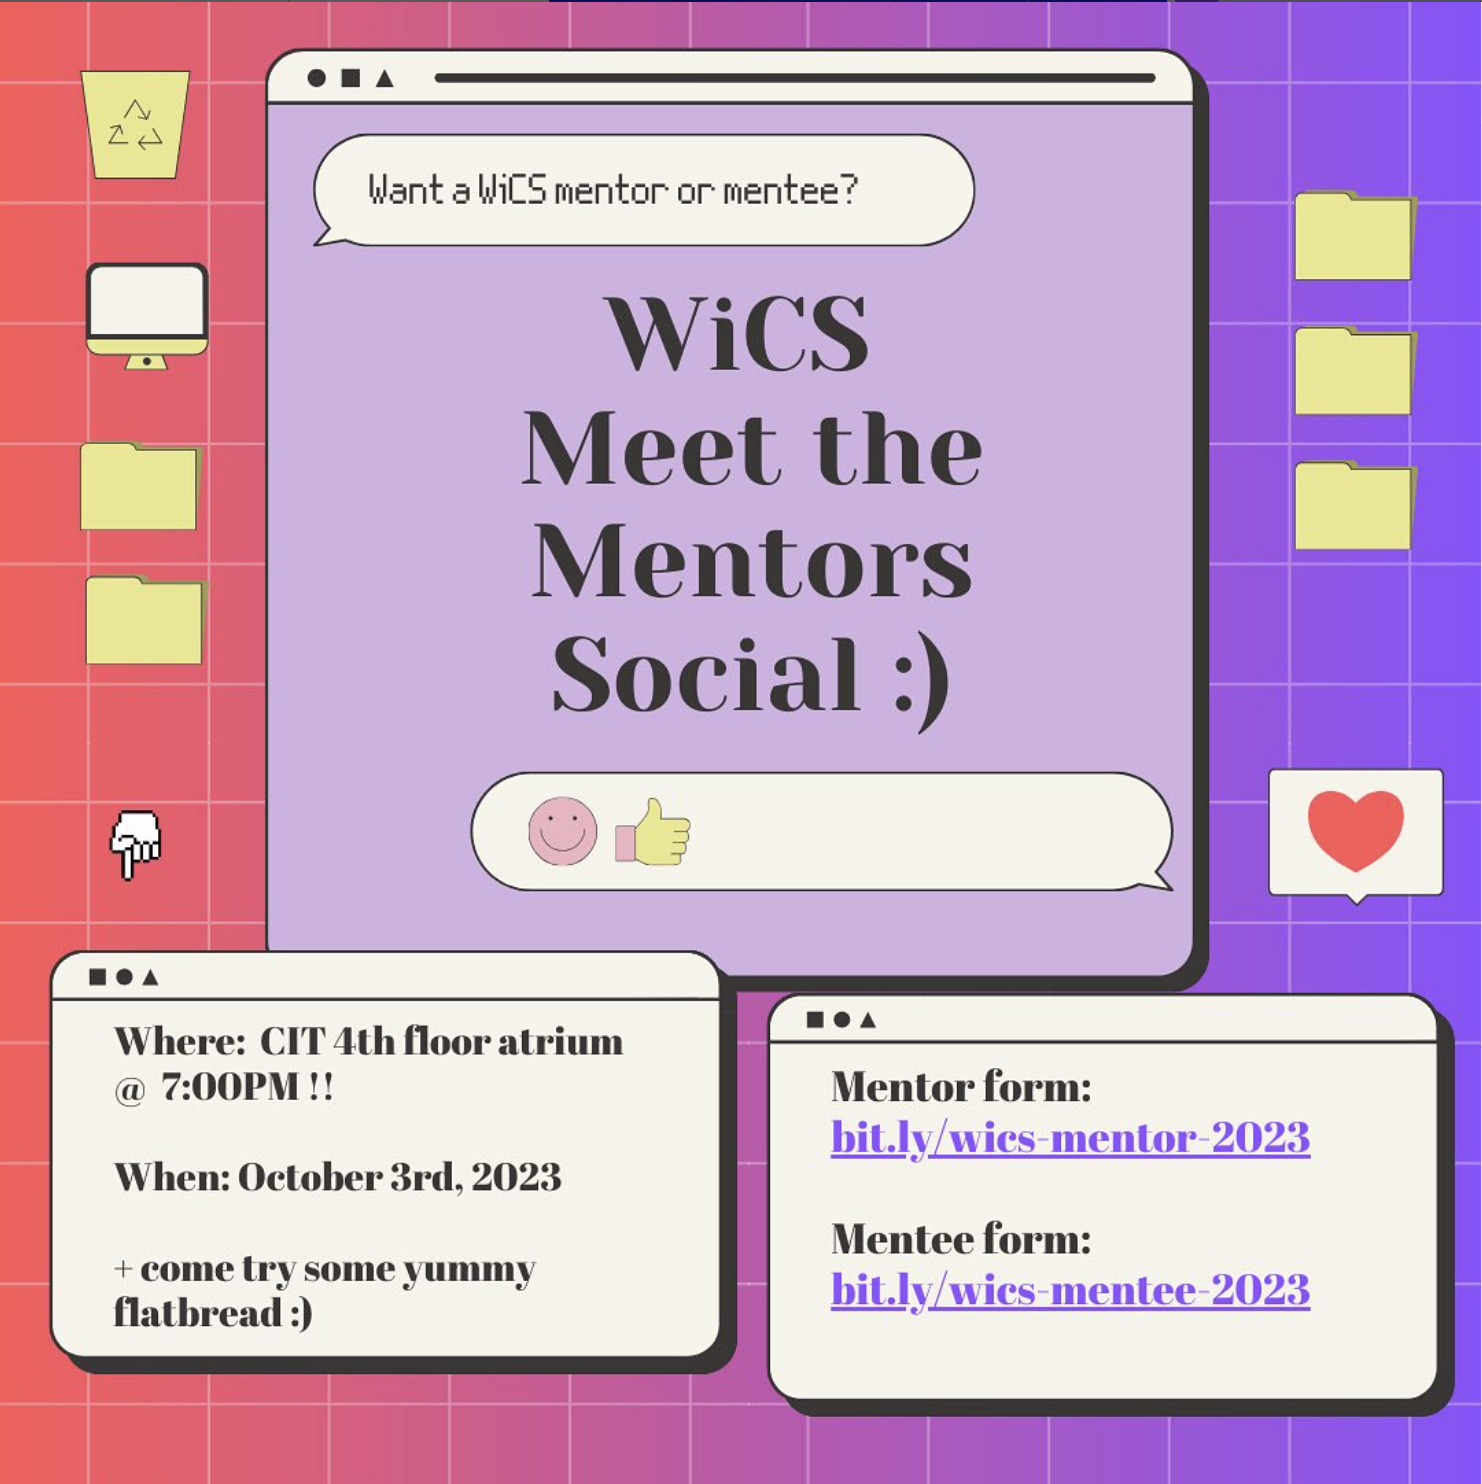 Want a WiCS mentor or mentee?
WiCS
Meet the
Mentors
Social :)
Where: CIT 4th floor atrium
@ 7:00PM !!
When: October 3rd, 2023
+ come try some yummy
flatbread :)
Mentor form:
bit.ly/wics-mentor-2023
Mentee form:
bit.ly/wics-mentee-2023